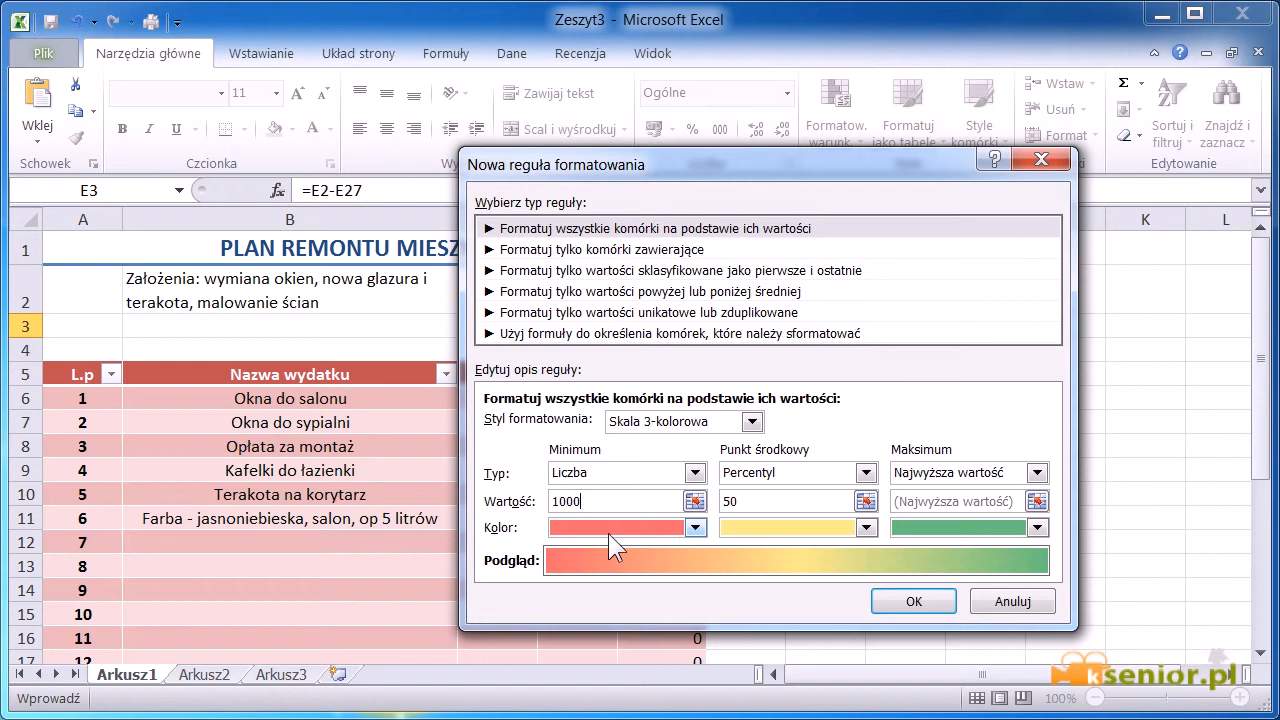 Zeszyt3 - Microsoft Excel
Plik Narzędzia główne Wstawianie Układ strony Formuły Dane Recenzja Widok
Wklej
Schowek
11
B I U
Czcionka
Zawijaj tekst
Scal i wyśrodkuj
Ogólne
% 000
Formatow. warunk.
Formatuj jako tabelę
Style komórki
Wstaw
Usuń
Format
Σ
Sortuj i filtruj
Znajdź i zaznacz
Edytowanie
E3 fx =E2-E27
A B K L
1 PLAN REMONTU MIESZ
2 Założenia: wymiana okien, nowa glazura i
terakota, malowanie ścian
3
4
5 L.p Nazwa wydatku
6 1 Okna do salonu
7 2 Okna do sypialni
8 3 Opłata za montaż
9 4 Kafelki do łazienki
10 5 Terakota na korytarz
11 6 Farba - jasnoniebieska, salon, op 5 litrów
12 7
13 8
14 9
15 10
16 11 0
17 12 0
Nowa reguła formatowania
Wybierz typ reguły:
► Formatuj wszystkie komórki na podstawie ich wartości
► Formatuj tylko komórki zawierające
► Formatuj tylko wartości sklasyfikowane jako pierwsze i ostatnie
► Formatuj tylko wartości powyżej lub poniżej średniej
► Formatuj tylko wartości unikatowe lub zduplikowane
► Użyj formuły do określenia komórek, które należy sformatować
Edytuj opis reguły:
Formatuj wszystkie komórki na podstawie ich wartości:
Styl formatowania: Skala 3-kolorowa
Minimum Punkt środkowy Maksimum
Typ: Liczba Percentyl Najwyższa wartość
Wartość: 1000 50 (Najwyższa wartość)
Kolor:
Podgląd:
OK Anuluj
Arkusz1 Arkusz2 Arkusz3
Wprowadź 100%
ksenior.pl